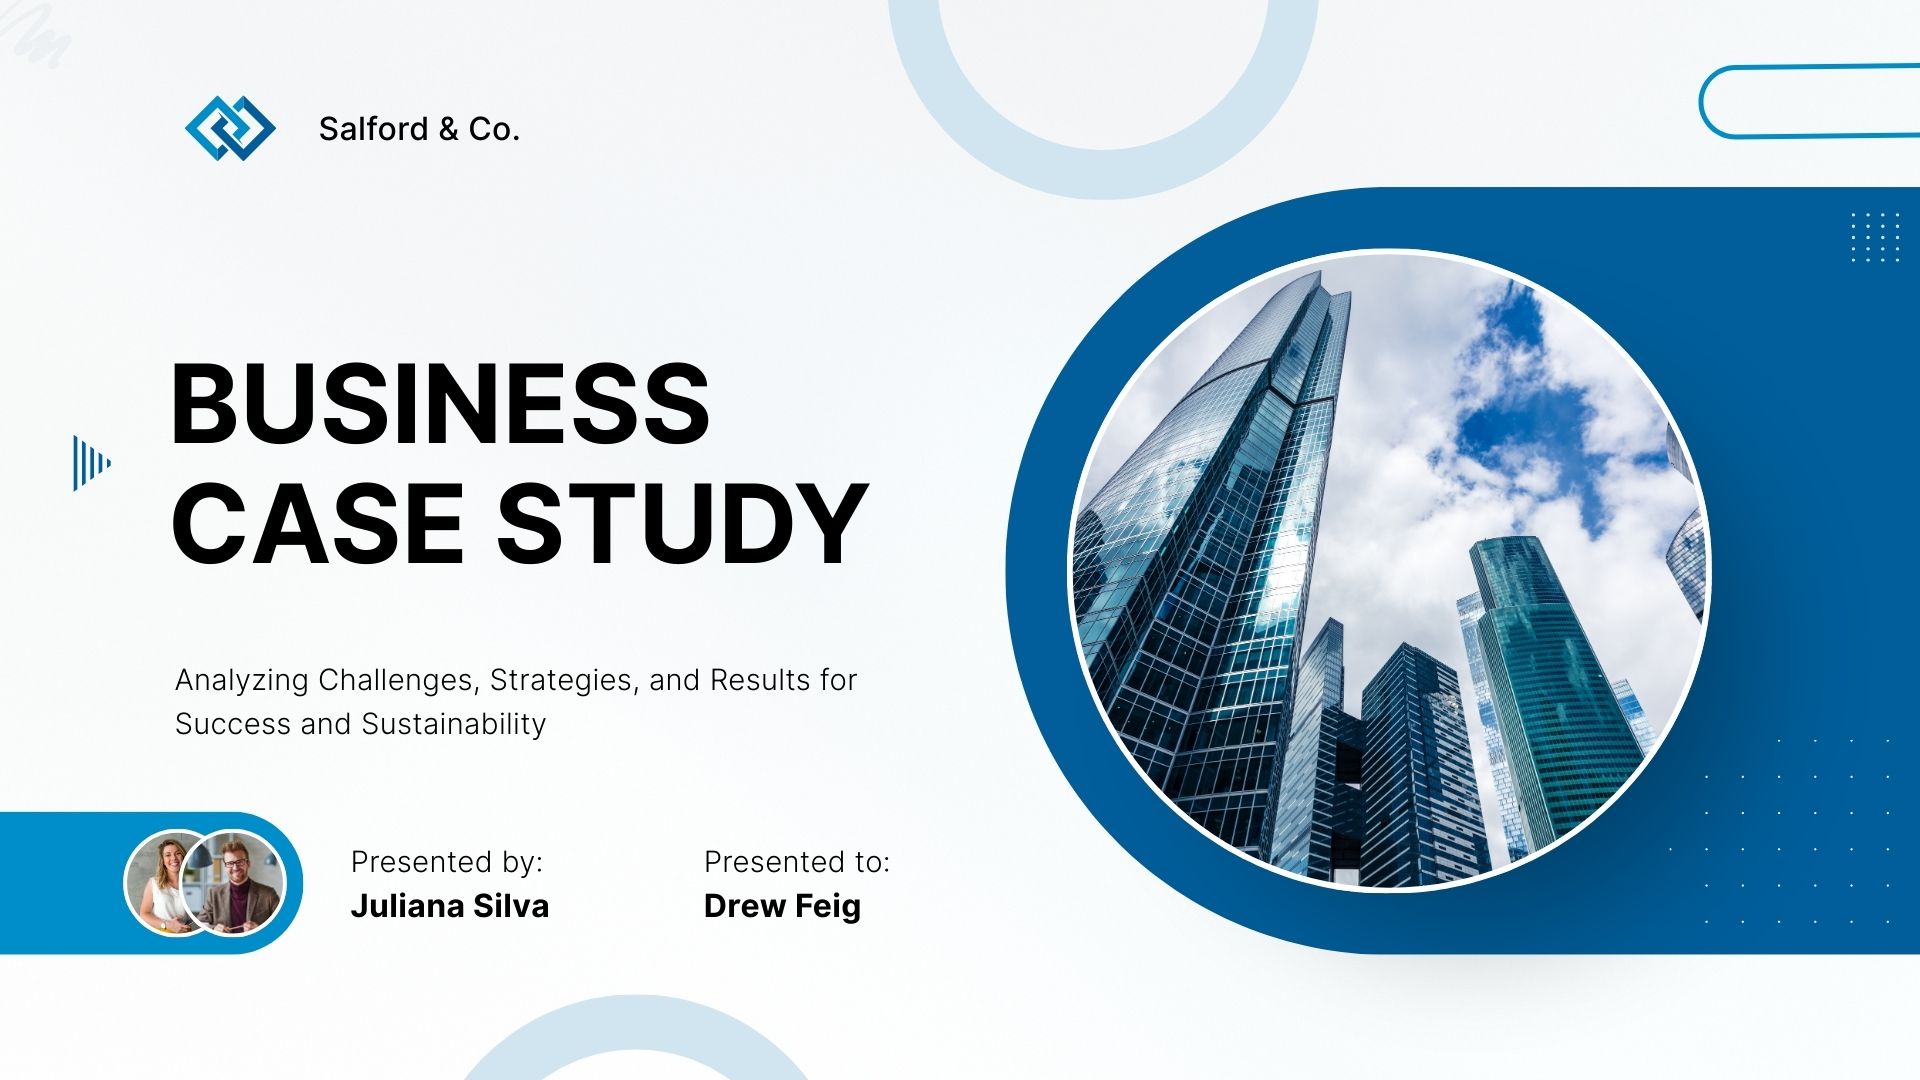 Salford & Co.
BUSINESS
CASE STUDY
Analyzing Challenges, Strategies, and Results for
Success and Sustainability
Presented by:
Juliana Silva
Presented to:
Drew Feig